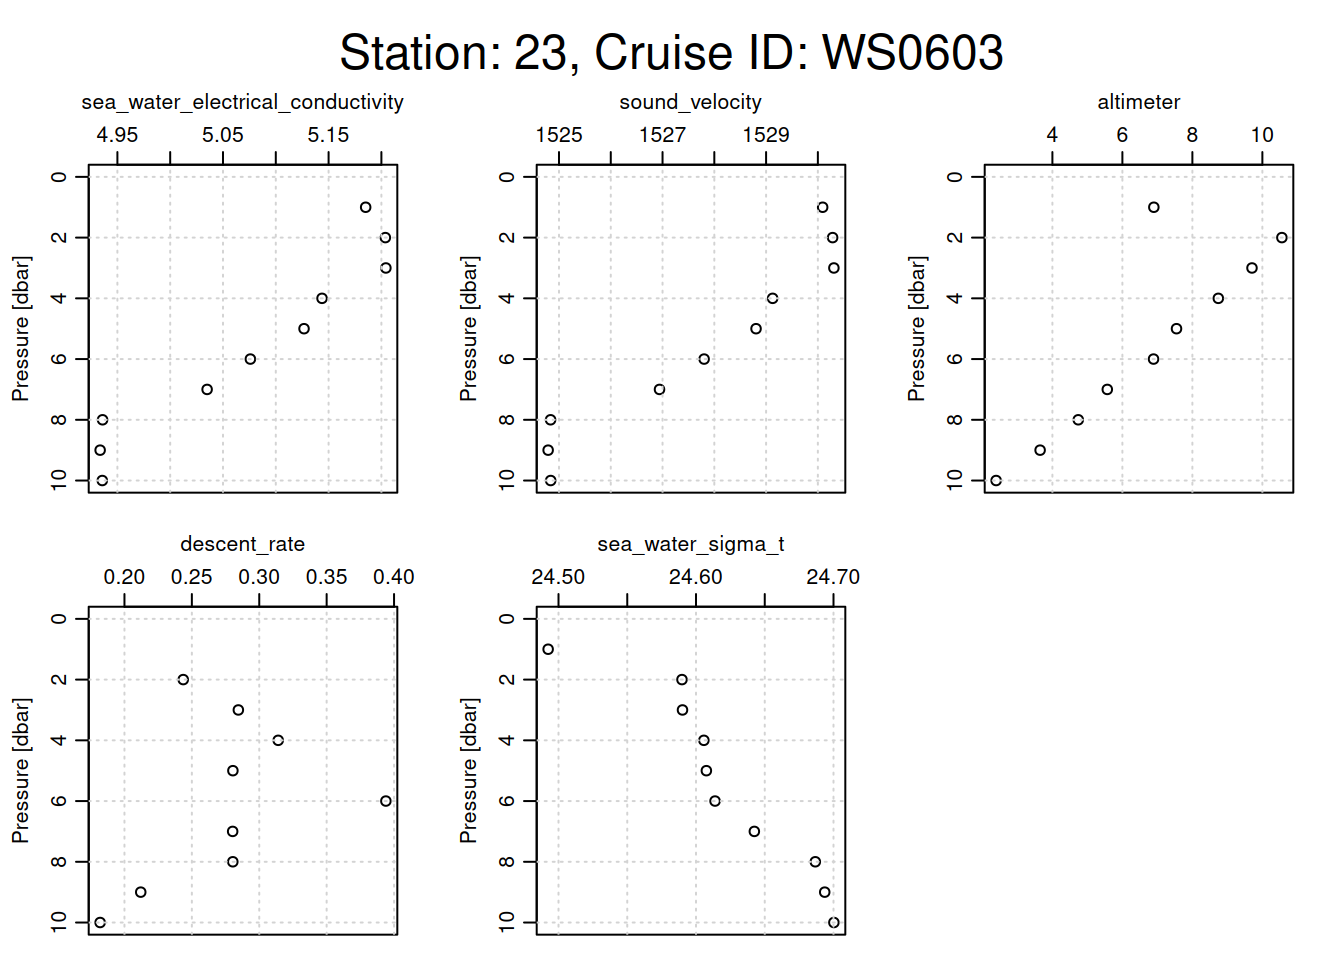 Station: 23, Cruise ID: WS0603
sea_water_electrical_conductivity
4.95 5.05 5.15
Pressure [dbar]
0 2 4 6 8 10
sound_velocity
1525 1527 1529
Pressure [dbar]
0 2 4 6 8 10
altimeter
4 6 8 10
Pressure [dbar]
0 2 4 6 8 10
descent_rate
0.20 0.25 0.30 0.35 0.40
Pressure [dbar]
0 2 4 6 8 10
sea_water_sigma_t
24.50 24.60 24.70
Pressure [dbar]
0 2 4 6 8 10